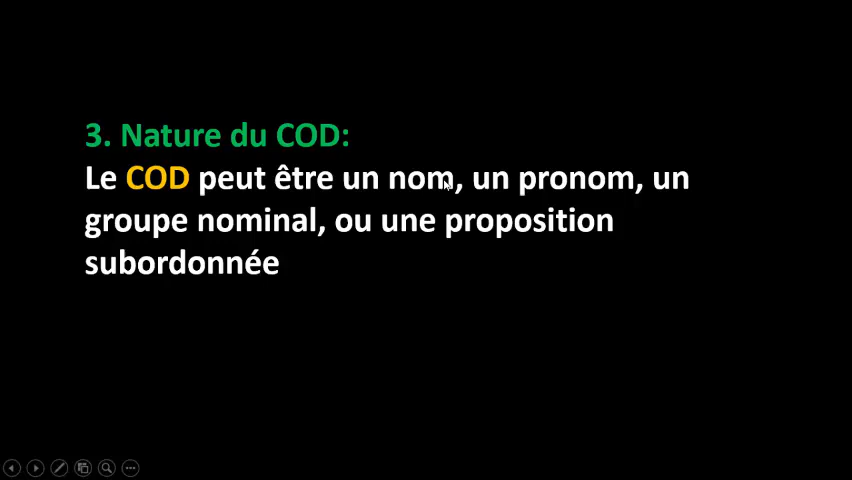 3. Nature du COD:
Le COD peut être un nom, un pronom, un
groupe nominal, ou une proposition
subordonnée